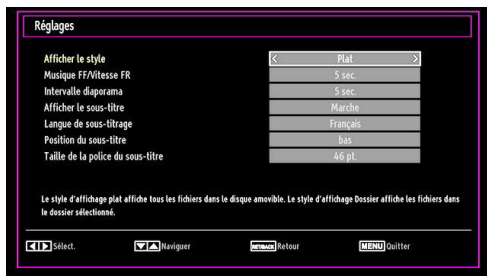 Réglages
Afficher le style Plat
Musique FF/Vitesse FR 5 sec.
Intervalle diaporama 5 sec.
Afficher le sous-titre Marche
Langue de sous-titrage Français
Position du sous-titre bas
Taille de la police du sous-titre 46 pt.
Le style d'affichage plat affiche tous les fichiers dans le disque amovible. Le style d'affichage Dossier affiche les fichiers dans
le dossier sélectionné.
Sélect. Naviguer RETURN/BACK Retour MENU Quitter